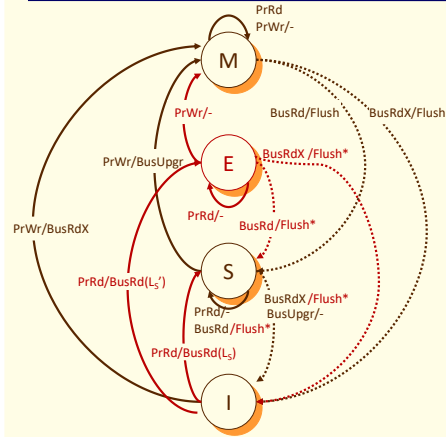 PrRd
PrWr/-
M
BusRd/Flush
BusRdX/Flush
PrWr/-
PrWr/BusUpgr
BusRdX /Flush*
E
PrRd/-
BusRd/Flush*
PrWr/BusRdX
S
PrRd/BusRd(LS')
BusRdX/Flush*
PrRd/-
BusUpgr/-
BusRd/Flush*
PrRd/BusRd(LS)
I